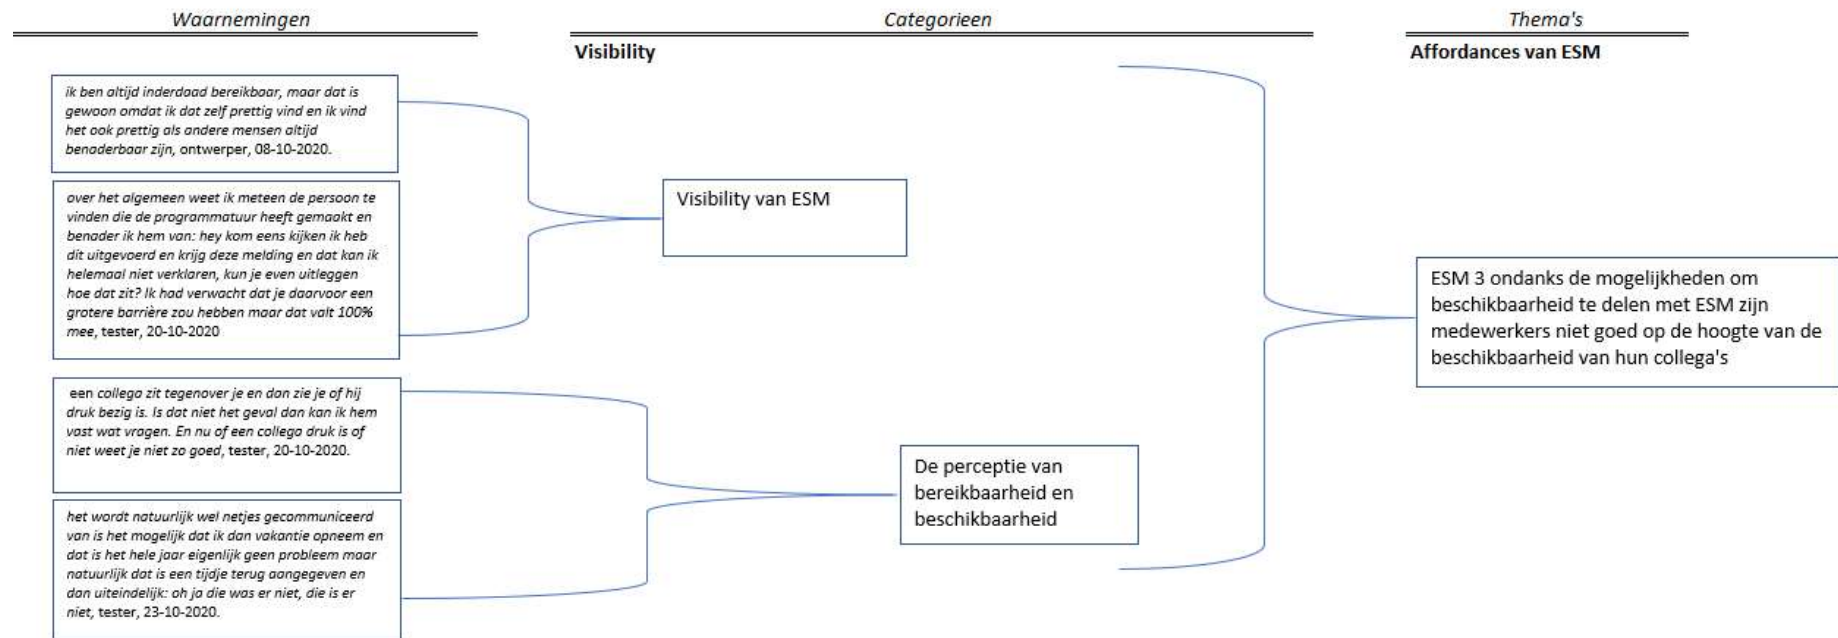 Waarnemingen
Categorieen
Thema's
Visibility
Affordances van ESM
ik ben altijd inderdaad bereikbaar, maar dat is
gewoon omdat ik dat zelf prettig vind en ik vind
het ook prettig als andere mensen altijd
benaderbaar zijn, ontwerper, 08-10-2020.
over het algemeen weet ik meteen de persoon te
vinden die de programmatuur heeft gemaakt en
benader ik hem van: hey kom eens kijken ik heb
dit uitgevoerd en krijg deze melding en dat kan ik
helemaal niet verklaren, kun je even uitleggen
hoe dat zit? Ik had verwacht dat je daarvoor een
grotere barrière zou hebben maar dat valt 100%
mee, tester, 20-10-2020
Visibility van ESM
een collega zit tegenover je en dan zie je of hij
druk bezig is. Is dat niet het geval dan kan ik hem
vast wat vragen. En nu of een collega druk is of
niet weet je niet zo goed, tester, 20-10-2020.
het wordt natuurlijk wel netjes gecommuniceerd
van is het mogelijk dat ik dan vakantie opneem en
dat is het hele jaar eigenlijk geen probleem maar
natuurlijk dat is een tijdje terug aangegeven en
dan uiteindelijk: oh ja die was er niet, die is er
niet, tester, 23-10-2020.
De perceptie van
bereikbaarheid en
beschikbaarheid
ESM 3 ondanks de mogelijkheden om
beschikbaarheid te delen met ESM zijn
medewerkers niet goed op de hoogte van de
beschikbaarheid van hun collega's